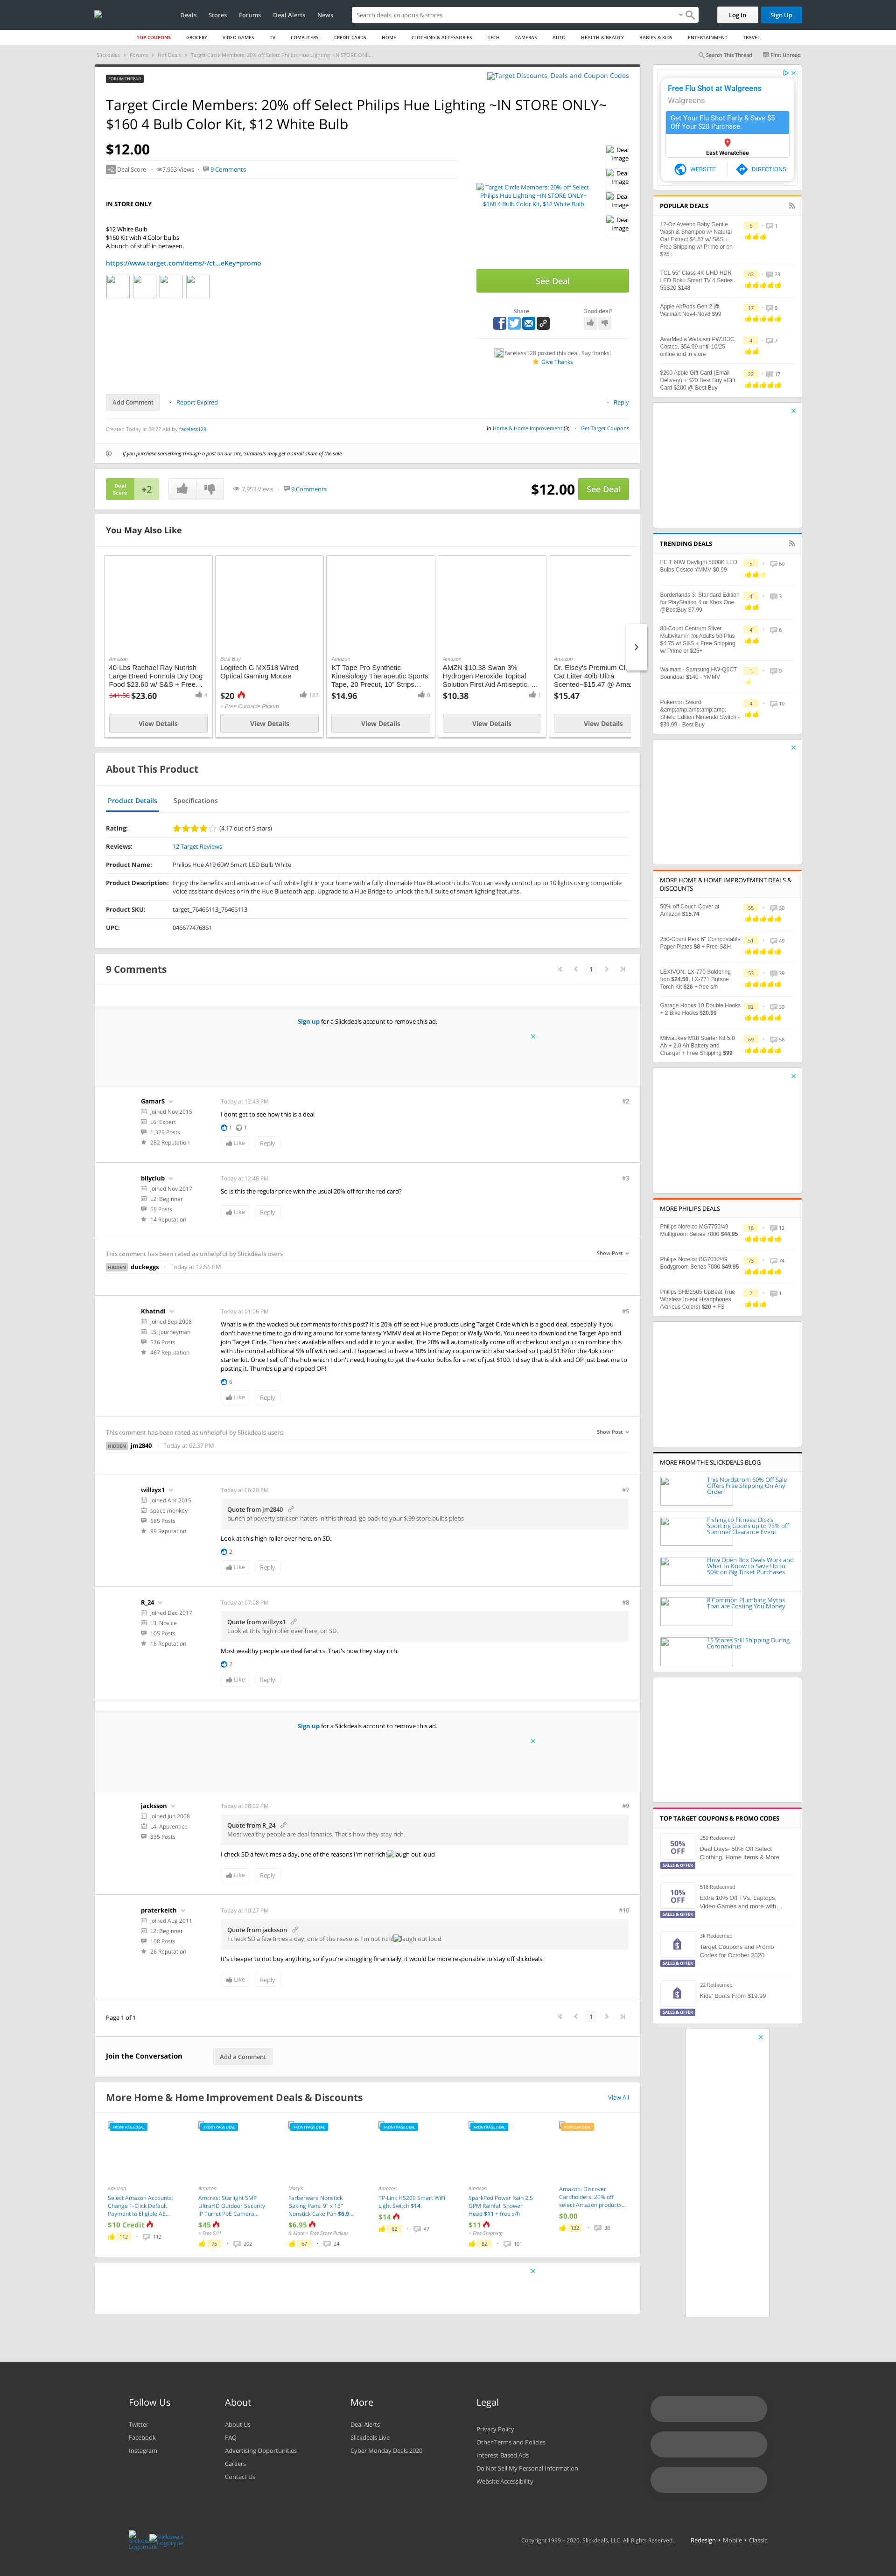 Deals
Stores
Forums
Deal Alerts
News
Search deals, coupons & stores
Log In
Sign Up
TOP COUPONS
GROCERY
VIDEO GAMES
TV
COMPUTERS
CREDIT CARDS
HOME
CLOTHING & ACCESSORIES
TECH
CAMERAS
AUTO
HEALTH & BEAUTY
BABIES & KIDS
ENTERTAINMENT
TRAVEL
Slickdeals > Forums > Hot Deals > Target Circle Members: 20% off Select Philips Hue Lighting ~IN STORE ONL...
Search This Thread
First Unread
FORUM THREAD
Target Discounts, Deals and Coupon Codes
Target Circle Members: 20% off Select Philips Hue Lighting ~IN STORE ONLY~ $160 4 Bulb Color Kit, $12 White Bulb
$12.00
Deal Score
7,953 Views
9 Comments
IN STORE ONLY
$12 White Bulb
$160 Kit with 4 Color bulbs
A bunch of stuff in between.
https://www.target.com/items/-/ct...eKey=promo
Target Circle Members: 20% off Select Philips Hue Lighting ~IN STORE ONLY~ $160 4 Bulb Color Kit, $12 White Bulb
Deal Image
Deal Image
Deal Image
Deal Image
See Deal
Share
Good deal?
faceless128 posted this deal. Say thanks!
Give Thanks
Add Comment
Report Expired
Reply
Created Today at 08:27 AM by faceless128
in Home & Home Improvement (3)
Get Target Coupons
If you purchase something through a post on our site, Slickdeals may get a small share of the sale.
Deal Score
+2
7,953 Views
9 Comments
$12.00
See Deal
You May Also Like
Amazon
40-Lbs Rachael Ray Nutrish Large Breed Formula Dry Dog Food $23.60 w/ S&S + Free...
$41.50 $23.60
4
View Details
Best Buy
Logitech G MX518 Wired Optical Gaming Mouse
$20
183
+ Free Curbside Pickup
View Details
Amazon
KT Tape Pro Synthetic Kinesiology Therapeutic Sports Tape, 20 Precut, 10" Strips...
$14.96
0
View Details
Amazon
AMZN $10.38 Swan 3% Hydrogen Peroxide Topical Solution First Aid Antiseptic, ...
$10.38
1
View Details
Amazon
Dr. Elsey's Premium Cl
Cat Litter 40lb Ultra
Scented~$15.47 @ Ama
$15.47
View Details
About This Product
Product Details
Specifications
Rating:
(4.17 out of 5 stars)
Reviews:
12 Target Reviews
Product Name:
Philips Hue A19 60W Smart LED Bulb White
Product Description:
Enjoy the benefits and ambiance of soft white light in your home with a fully dimmable Hue Bluetooth bulb. You can easily control up to 10 lights using compatible voice assistant devices or in the Hue Bluetooth app. Upgrade to a Hue Bridge to unlock the full suite of smart lighting features.
Product SKU:
target_76466113_76466113
UPC:
046677476861
9 Comments
1
Sign up for a Slickdeals account to remove this ad.
GamarS
Joined Nov 2015
L6: Expert
1,329 Posts
282 Reputation
Today at 12:43 PM
#2
I dont get to see how this is a deal
1
1
Like
Reply
bilyclub
Joined Nov 2017
L2: Beginner
69 Posts
14 Reputation
Today at 12:48 PM
#3
So is this the regular price with the usual 20% off for the red card?
Like
Reply
This comment has been rated as unhelpful by Slickdeals users
Show Post
HIDDEN duckeggs
Today at 12:56 PM
Khatndi
Joined Sep 2008
L5: Journeyman
576 Posts
467 Reputation
Today at 01:06 PM
#5
What is with the wacked out comments for this post? It is 20% off select Hue products using Target Circle which is a good deal, especially if you don't have the time to go driving around for some fantasy YMMV deal at Home Depot or Wally World. You need to download the Target App and join Target Circle. Then check available offers and add it to your wallet. The 20% will automatically come off at checkout and you can combine this with the normal additional 5% off with red card. I happened to have a 10% birthday coupon which also stacked so I paid $139 for the 4pk color starter kit. Once I sell off the hub which I don't need, hoping to get the 4 color bulbs for a net of just $100. I'd say that is slick and OP just beat me to posting it. Thumbs up and repped OP!
6
Like
Reply
This comment has been rated as unhelpful by Slickdeals users
Show Post
HIDDEN jm2840
Today at 02:37 PM
willzyx1
Joined Apr 2015
space monkey
685 Posts
99 Reputation
Today at 06:20 PM
#7
Quote from jm2840
bunch of poverty stricken haters in this thread. go back to your $.99 store bulbs plebs
Look at this high roller over here, on SD.
2
Like
Reply
R_24
Joined Dec 2017
L3: Novice
105 Posts
18 Reputation
Today at 07:08 PM
#8
Quote from willzyx1
Look at this high roller over here, on SD.
Most wealthy people are deal fanatics. That's how they stay rich.
2
Like
Reply
Sign up for a Slickdeals account to remove this ad.
jacksson
Joined Jun 2008
L4: Apprentice
335 Posts
Today at 08:02 PM
#9
Quote from R_24
Most wealthy people are deal fanatics. That's how they stay rich.
I check SD a few times a day, one of the reasons I'm not rich laugh out loud
Like
Reply
praterkeith
Joined Aug 2011
L2: Beginner
108 Posts
26 Reputation
Today at 10:27 PM
#10
Quote from jacksson
I check SD a few times a day, one of the reasons I'm not rich laugh out loud
It's cheaper to not buy anything, so if you're struggling financially, it would be more responsible to stay off slickdeals.
Like
Reply
Page 1 of 1
1
Join the Conversation
Add a Comment
More Home & Home Improvement Deals & Discounts
View All
FRONTPAGE DEAL
Amazon
Select Amazon Accounts: Change 1-Click Default Payment to Eligible AE...
$10 Credit
112
112
FRONTPAGE DEAL
Amazon
Amcrest Starlight 5MP UltraHD Outdoor Security IP Turret PoE Camera...
$45
+ Free S/H
75
202
FRONTPAGE DEAL
Macy's
Farberware Nonstick Baking Pans: 9" x 13" Nonstick Cake Pan $6.9...
$6.95
& More + Free Store Pickup
67
24
FRONTPAGE DEAL
Amazon
TP-Link HS200 Smart WiFi Light Switch $14
$14
62
47
FRONTPAGE DEAL
Amazon
SparkPod Power Rain 2.5 GPM Rainfall Shower Head $11 + free s/h
$11
+ Free Shipping
82
101
POPULAR DEAL
Amazon: Discover Cardholders: 20% off select Amazon products...
$0.00
132
38
Free Flu Shot at Walgreens
Walgreens
Get Your Flu Shot Early & Save $5 Off Your $20 Purchase.
East Wenatchee
WEBSITE
DIRECTIONS
POPULAR DEALS
12-Oz Aveeno Baby Gentle Wash & Shampoo w/ Natural Oat Extract $4.57 w/ S&S + Free Shipping w/ Prime or on $25+
6
1
TCL 55" Class 4K UHD HDR LED Roku Smart TV 4 Series 55S20 $148
43
23
Apple AirPods Gen 2 @ Walmart Nov4-Nov8 $99
17
9
AverMedia Webcam PW313C, Costco, $54.99 until 10/25 online and in store
4
7
$200 Apple Gift Card (Email Delivery) + $20 Best Buy eGift Card $200 @ Best Buy
22
17
TRENDING DEALS
FEIT 60W Daylight 5000K LED Bulbs Costco YMMV $0.99
5
60
Borderlands 3: Standard Edition for PlayStation 4 or Xbox One @BestBuy $7.99
4
3
80-Count Centrum Silver Multivitamin for Adults 50 Plus $4.75 w/ S&S + Free Shipping w/ Prime or $25+
4
6
Walmart - Samsung HW-Q6CT Soundbar $140 - YMMV
1
9
Pokémon Sword &amp;amp;amp;amp;amp; Shield Edition Nintendo Switch - $39.99 - Best Buy
4
10
MORE HOME & HOME IMPROVEMENT DEALS & DISCOUNTS
50% off Couch Cover at Amazon $15.74
55
30
250-Count Perk 6" Compostable Paper Plates $8 + Free S&H
51
49
LEXIVON: LX-770 Soldering Iron $24.50, LX-771 Butane Torch Kit $26 + free s/h
53
39
Garage Hooks,10 Double Hooks + 2 Bike Hooks $20.99
82
39
Milwaukee M18 Starter Kit 5.0 Ah + 2.0 Ah Battery and Charger + Free Shipping $99
69
58
MORE PHILIPS DEALS
Philips Norelco MG7750/49 Multigroom Series 7000 $44.95
18
12
Philips Norelco BG7030/49 Bodygroom Series 7000 $49.95
73
74
Philips SHB2505 UpBeat True Wireless In-ear Headphones (Various Colors) $20 + FS
7
1
MORE FROM THE SLICKDEALS BLOG
This Nordstrom 60% Off Sale Offers Free Shipping On Any Order!
Fishing to Fitness: Dick's Sporting Goods up to 75% off Summer Clearance Event
How Open Box Deals Work and What to Know to Save Up to 50% on Big Ticket Purchases
8 Common Plumbing Myths That are Costing You Money
15 Stores Still Shipping During Coronavirus
TOP TARGET COUPONS & PROMO CODES
50% OFF
SALES & OFFER
259 Redeemed
Deal Days- 50% Off Select Clothing, Home Items & More
10% OFF
SALES & OFFER
518 Redeemed
Extra 10% Off TVs, Laptops, Video Games and more with...
SALES & OFFER
3k Redeemed
Target Coupons and Promo Codes for October 2020
SALES & OFFER
22 Redeemed
Kids' Boots From $19.99
Follow Us
Twitter
Facebook
Instagram
About
About Us
FAQ
Advertising Opportunities
Careers
Contact Us
More
Deal Alerts
Slickdeals Live
Cyber Monday Deals 2020
Legal
Privacy Policy
Other Terms and Policies
Interest-Based Ads
Do Not Sell My Personal Information
Website Accessibility
Slickdeals Logotype
Copyright 1999 - 2020. Slickdeals, LLC. All Rights Reserved.
Redesign • Mobile • Classic